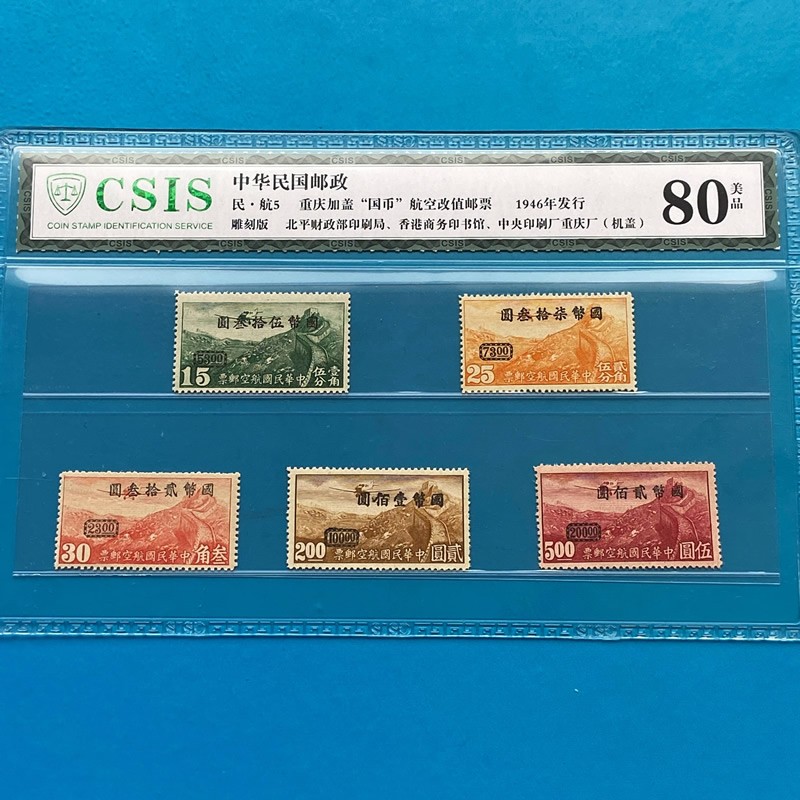 CSIS
COIN STAMP IDENTIFICATION SERVICE
中华民国邮政
民·航5 重庆加盖“国币”航空改值邮票 1946年发行
雕刻版 北平财政部印刷局、香港商务印书馆、中央印刷厂重庆厂(机盖)
80 美品
圓叁拾伍幣國
5300
15 票郵空航國民華中 壹角伍分
圓叁拾柒幣國
7300
25 票郵空航國民華中 貳角伍分
圓叁拾貳幣國
2300
30 票郵空航國民華中 角叁
圓佰壹幣國
10000
200 票郵空航國民華中 圓貳
圓佰貳幣國
20000
500 票郵空航國民華中 圓伍